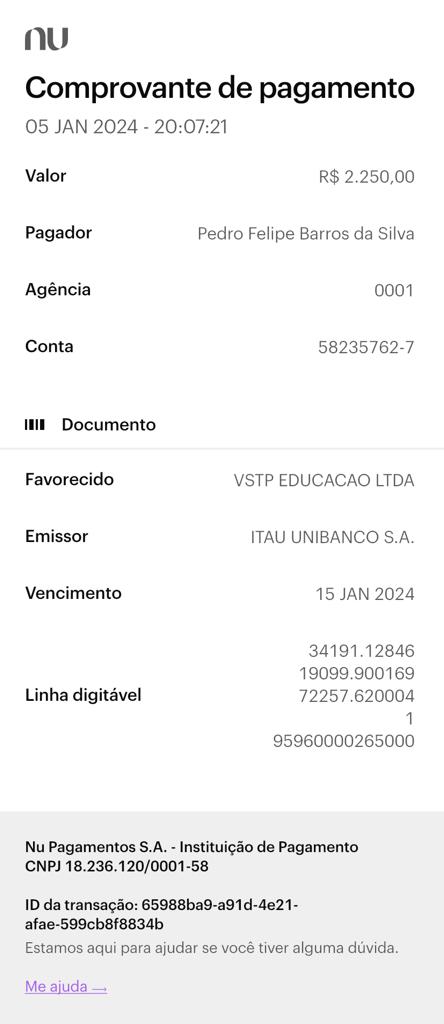 nu
Comprovante de pagamento
05 JAN 2024 - 20:07:21
Valor R$ 2.250,00
Pagador Pedro Felipe Barros da Silva
Agência 0001
Conta 58235762-7
Documento
Favorecido VSTP EDUCACAO LTDA
Emissor ITAU UNIBANCO S.A.
Vencimento 15 JAN 2024
34191.12846
19099.900169
Linha digitável 72257.620004
1
95960000265000
Nu Pagamentos S.A. - Instituição de Pagamento
CNPJ 18.236.120/0001-58
ID da transação: 65988ba9-a91d-4e21-
afae-599cb8f8834b
Estamos aqui para ajudar se você tiver alguma dúvida.
Me ajuda →